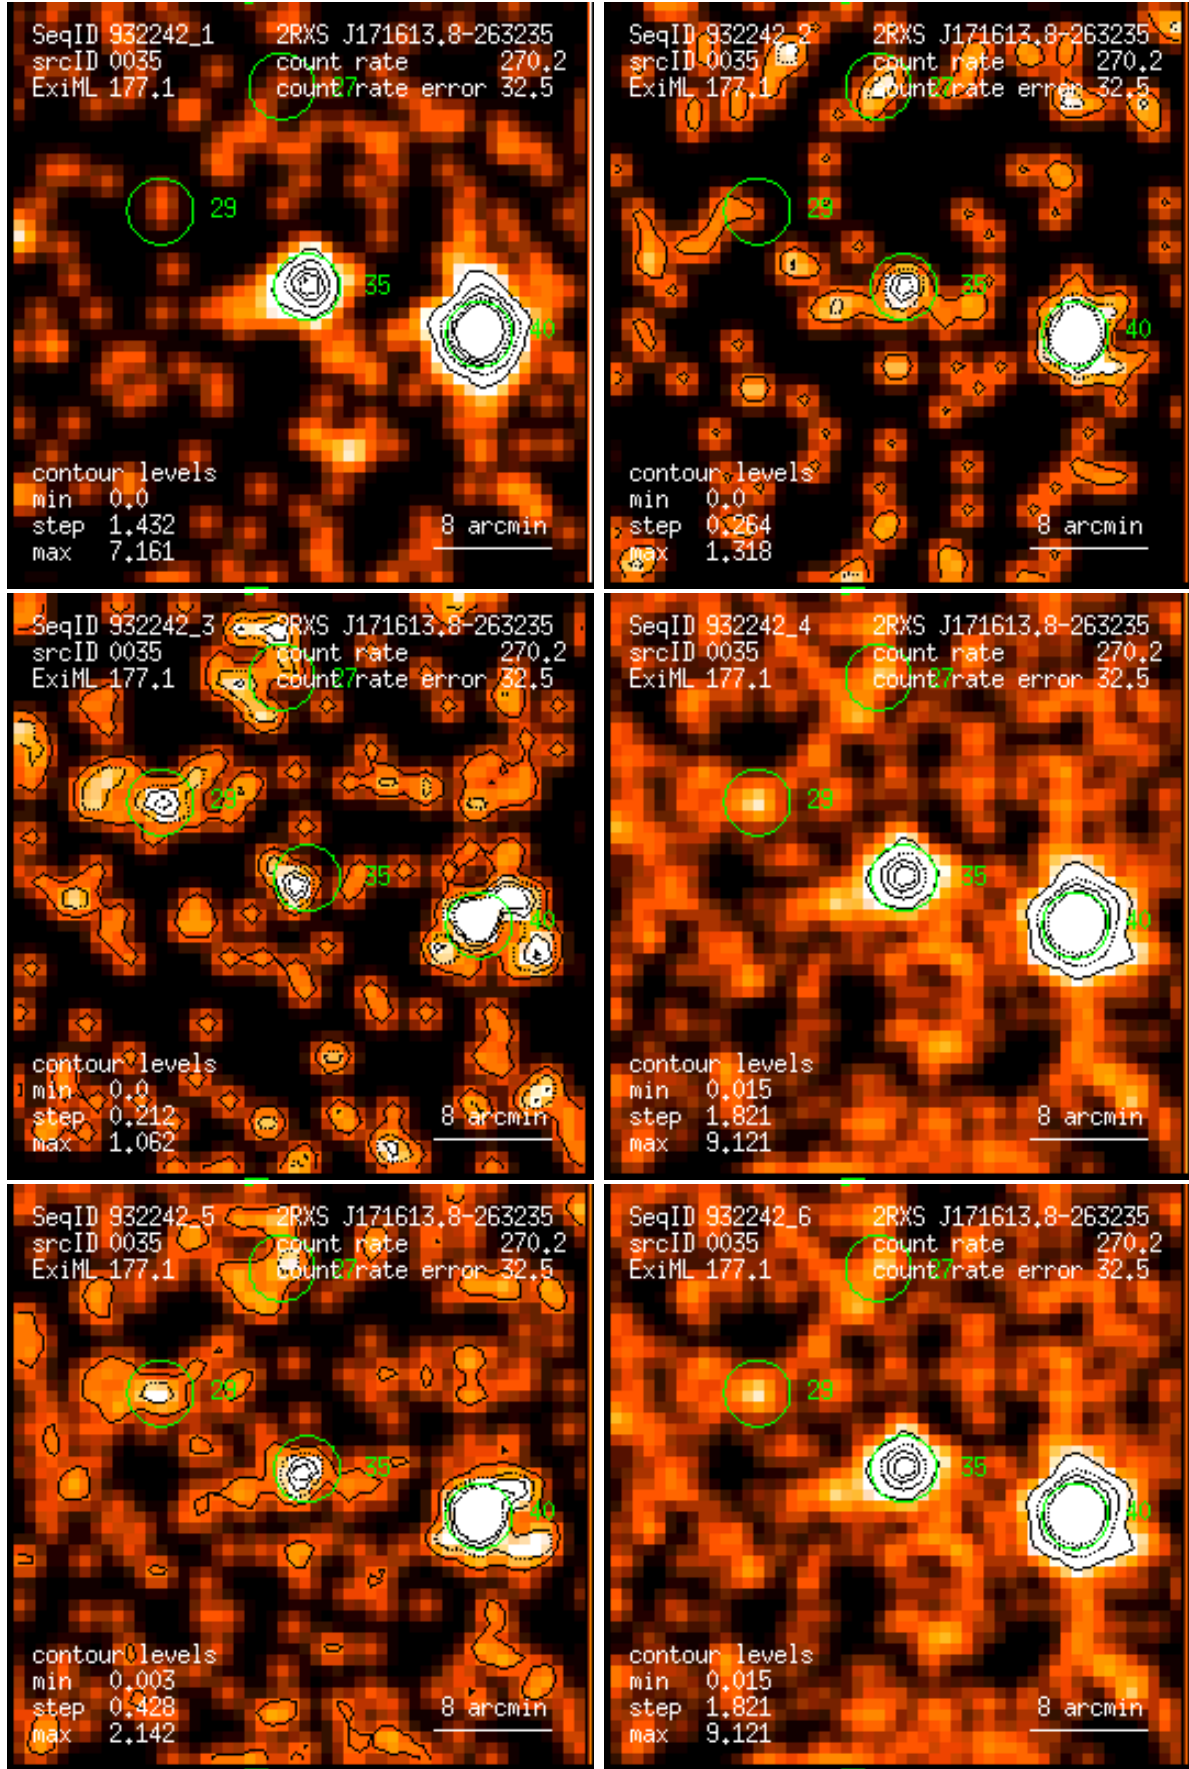 SeqID 932242_1 2RXS J171613.8-263235
srcID 0035 count rate 270.2
ExiML 177.1 count rate error 32.5
27
29
35
40
contour levels
min 0.0
step 1.432
max 7.161
8 arcmin
SeqID 932242_2 2RXS J171613.8-263235
srcID 0035 count rate 270.2
ExiML 177.1 count rate error 32.5
27
29
35
40
contour levels
min 0.0
step 0.264
max 1.318
8 arcmin
SeqID 932242_3 2RXS J171613.8-263235
srcID 0035 count rate 270.2
ExiML 177.1 count rate error 32.5
27
29
35
40
contour levels
min 0.0
step 0.212
max 1.062
8 arcmin
SeqID 932242_4 2RXS J171613.8-263235
srcID 0035 count rate 270.2
ExiML 177.1 count rate error 32.5
27
29
35
40
contour levels
min 0.015
step 1.821
max 9.121
8 arcmin
SeqID 932242_5 2RXS J171613.8-263235
srcID 0035 count rate 270.2
ExiML 177.1 count rate error 32.5
27
29
35
40
contour levels
min 0.003
step 0.428
max 2.142
8 arcmin
SeqID 932242_6 2RXS J171613.8-263235
srcID 0035 count rate 270.2
ExiML 177.1 count rate error 32.5
27
29
35
40
contour levels
min 0.015
step 1.821
max 9.121
8 arcmin